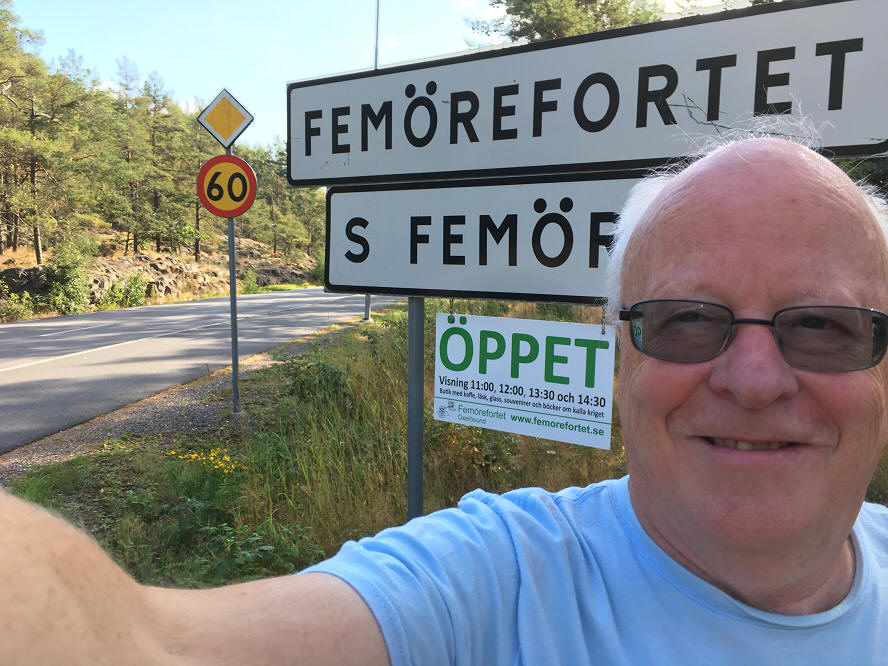 FEMÖREFORTET
S FEMÖR
60
ÖPPET
Visning 11:00, 12:00, 13:30 och 14:30
Butik med kaffe, läsk, glass, souvenirer och böcker om kalla kriget
Femörefortet
Oxelösund
www.femorefortet.se